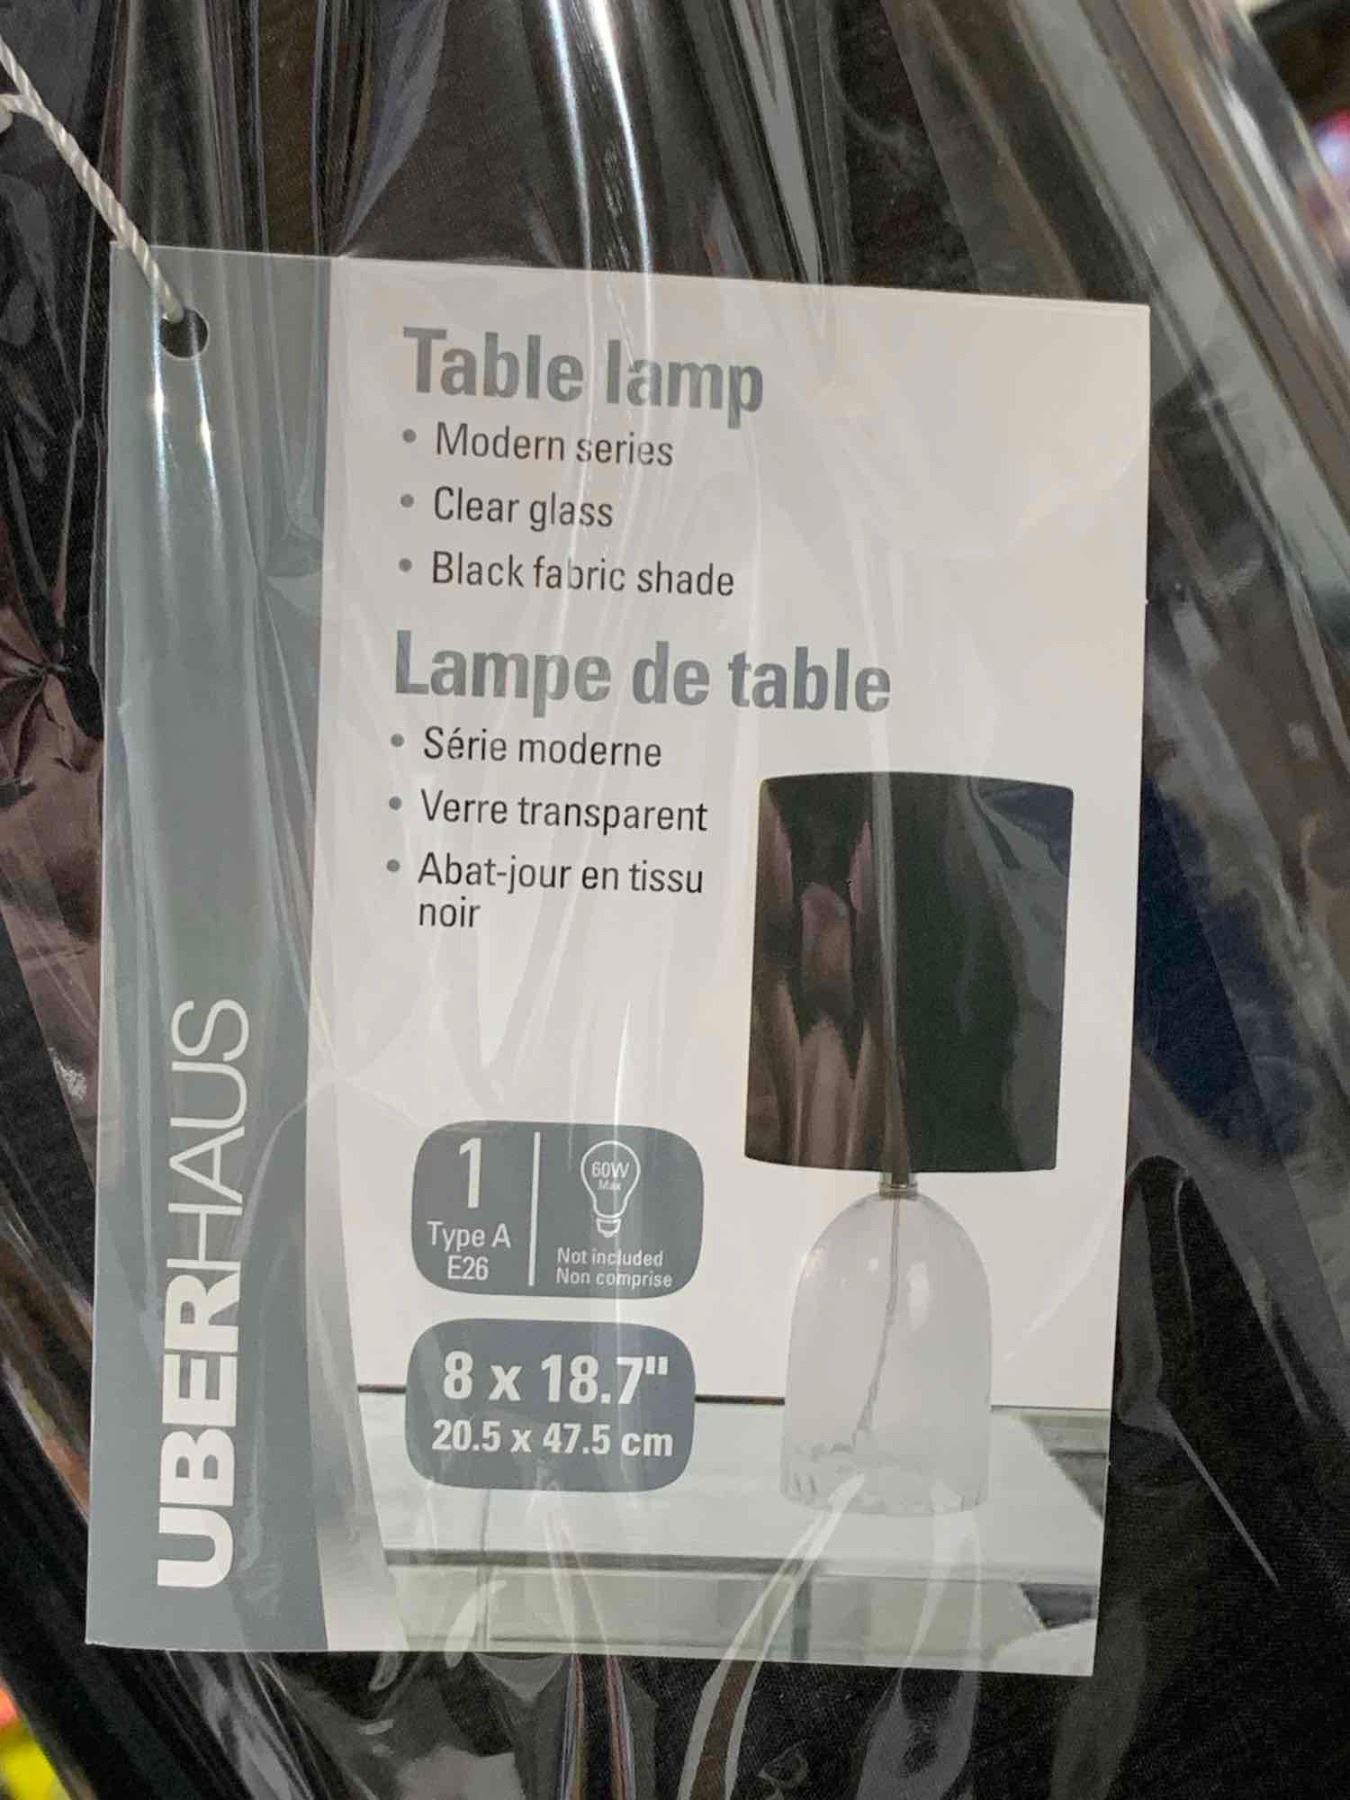 Table lamp
• Modern series
• Clear glass
• Black fabric shade
Lampe de table
• Série moderne
• Verre transparent
• Abat-jour en tissu
noir
1
Type A
E26
60W
Max
Not included
Non comprise
8 x 18.7"
20.5 x 47.5 cm
UBERHAUS